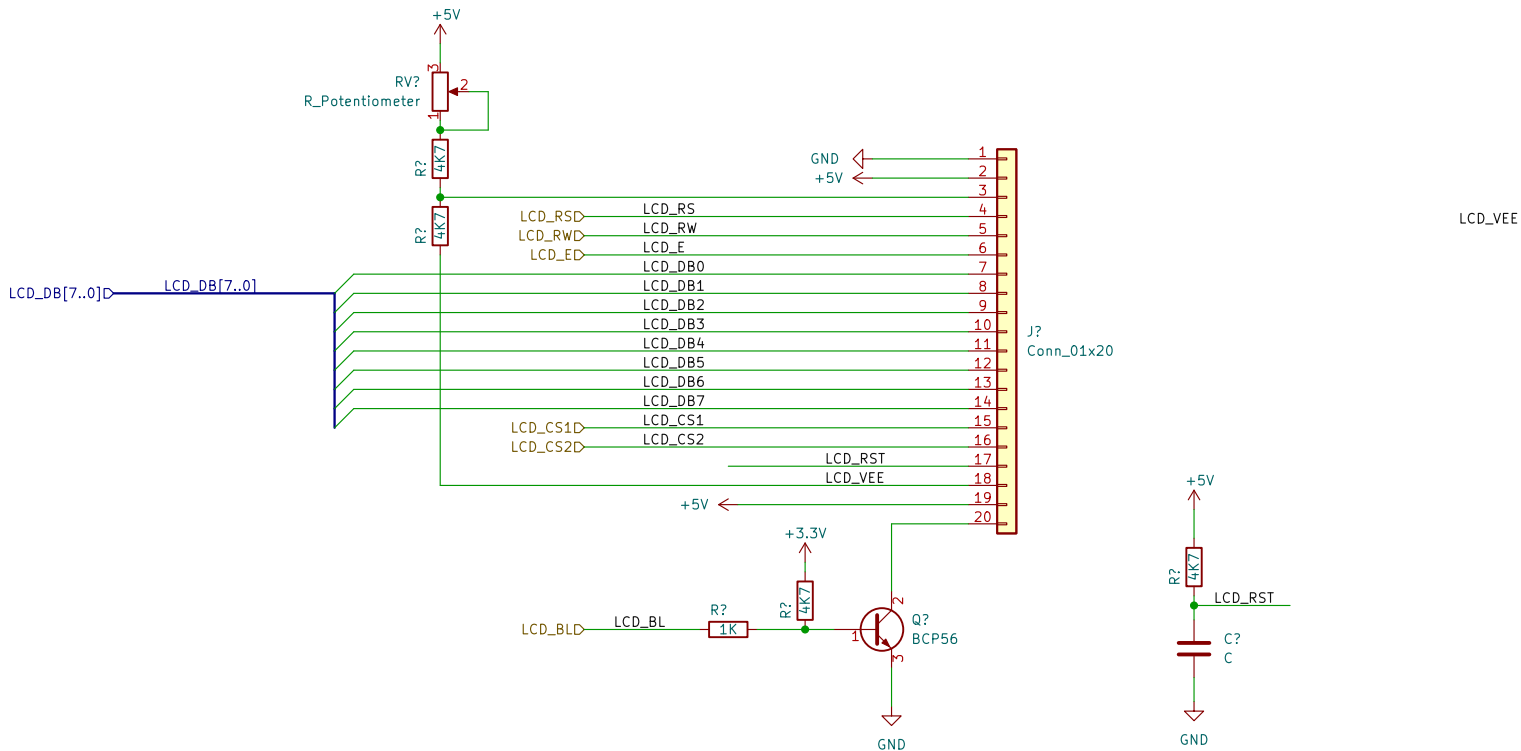 +5V
3
RV?
2
R_Potentiometer
1
R?
4K7
R?
4K7
GND
+5V
1
2
3
LCD_RS
LCD_RS
4
LCD_RW
LCD_RW
5
LCD_E
LCD_E
6
LCD_DB0
7
LCD_DB[7..0]
LCD_DB[7..0]
LCD_DB1
8
LCD_DB2
9
LCD_DB3
10
LCD_DB4
11
LCD_DB5
12
LCD_DB6
13
LCD_DB7
14
LCD_CS1
LCD_CS1
15
LCD_CS2
LCD_CS2
16
LCD_RST
17
LCD_VEE
18
+5V
19
20
J?
Conn_01x20
LCD_VEE
+3.3V
R?
4K7
LCD_BL
LCD_BL
R?
1K
1
2
3
Q?
BCP56
GND
+5V
R?
4K7
LCD_RST
C?
C
GND